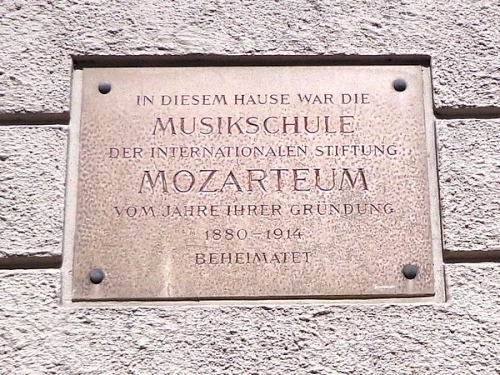 IN DIESEM HAUSE WAR DIE
MUSIKSCHULE
DER INTERNATIONALEN STIFTUNG
MOZARTEUM
VOM JAHRE IHRER GRÜNDUNG
1880-1914
BEHEIMATET